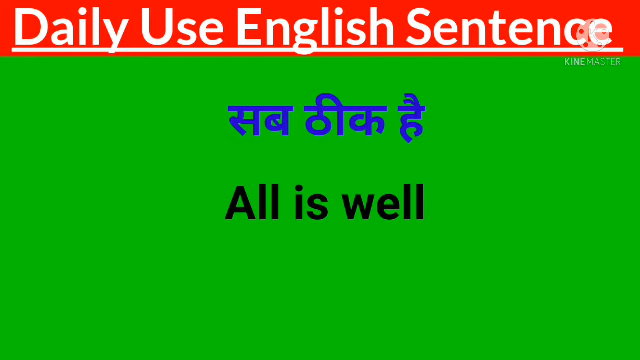 Daily Use English Sentence
KINEMASTER
सब ठीक है
All is well